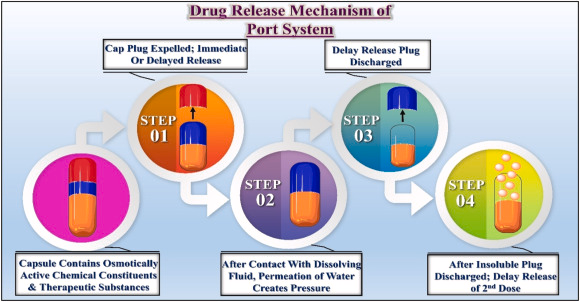 Drug Release Mechanism of
Port System
Cap Plug Expelled; Immediate
Or Delayed Release
Delay Release Plug
Discharged
STEP
01
STEP
03
STEP
02
STEP
04
Capsule Contains Osmotically
Active Chemical Constituents
& Therapeutic Substances
After Contact With Dissolving
Fluid, Permeation of Water
Creates Pressure
After Insoluble Plug
Discharged; Delay Release
of 2nd Dose